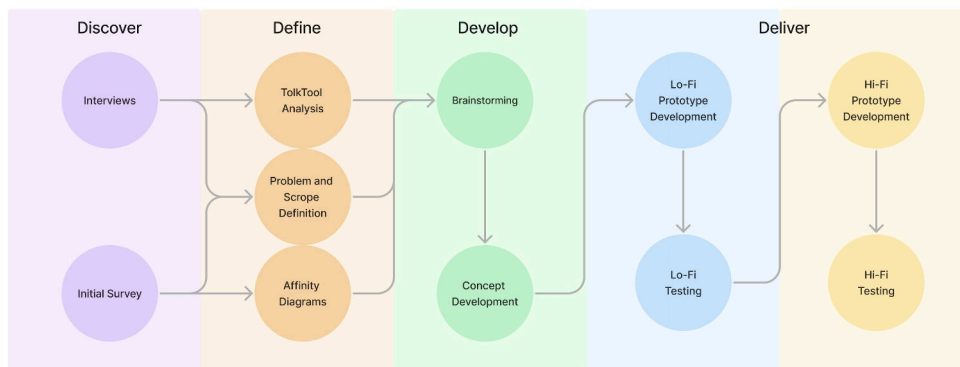 Discover
Define
Develop
Deliver
Interviews
TolkTool
Analysis
Brainstorming
Lo-Fi
Prototype
Development
Hi-Fi
Prototype
Development
Problem and
Scrope
Definition
Initial Survey
Affinity
Diagrams
Concept
Development
Lo-Fi
Testing
Hi-Fi
Testing